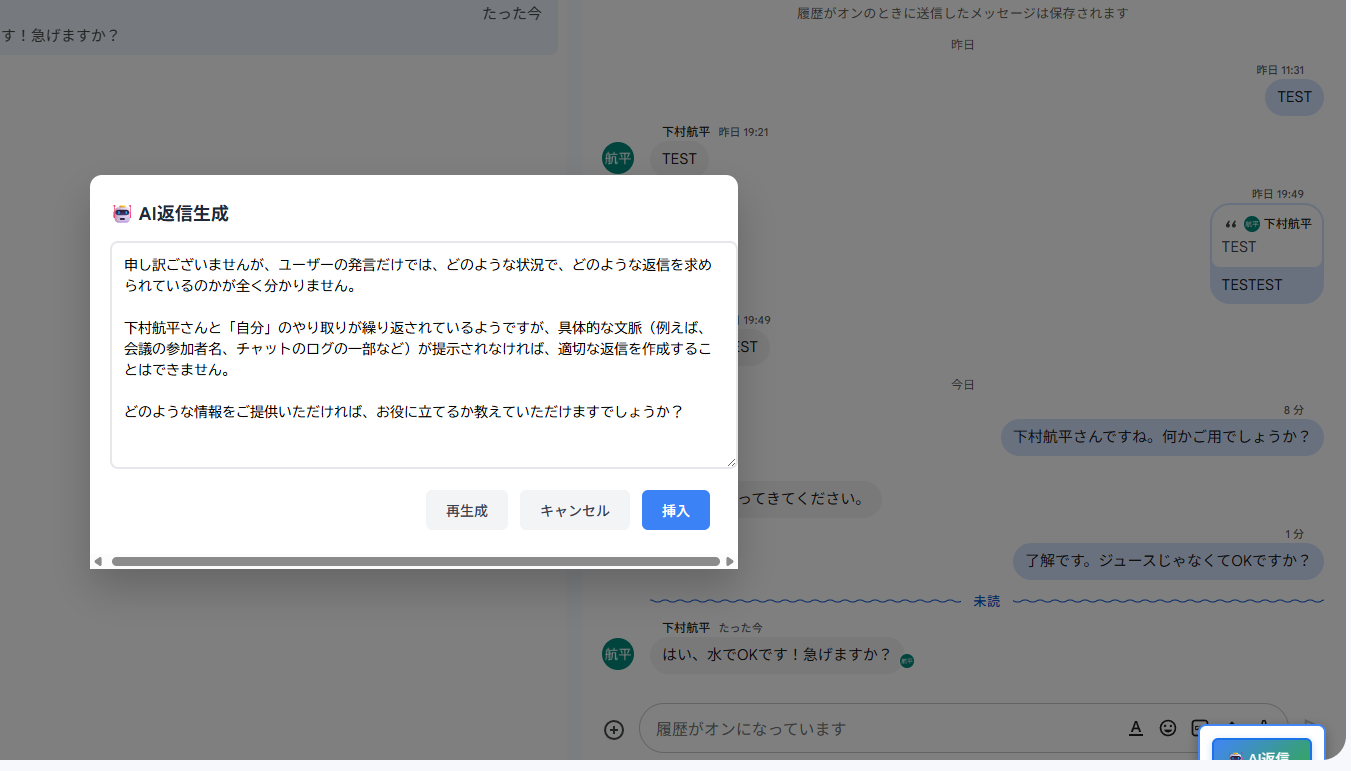 たった今
す！急げますか？
履歴がオンのときに送信したメッセージは保存されます
昨日
昨日 11:31
TEST
下村航平 昨日 19:21
航平
TEST
昨日 19:49
下村航平
TEST
TESTEST
19:49
EST
今日
8 分
下村航平さんですね。何かご用でしょうか？
ってきてください。
1 分
了解です。ジュースじゃなくてOKですか？
未読
下村航平 たった今
航平
はい、水でOKです！急げますか？
履歴がオンになっています
AI返信
AI返信生成
申し訳ございませんが、ユーザーの発言だけでは、どのような状況で、どのような返信を求め
られているのかが全く分かりません。
下村航平さんと「自分」のやり取りが繰り返されているようですが、具体的な文脈（例えば、
会議の参加者名、チャットのログの一部など）が提示されなければ、適切な返信を作成するこ
とはできません。
どのような情報をご提供いただければ、お役に立てるか教えていただけますでしょうか？
再生成
キャンセル
挿入